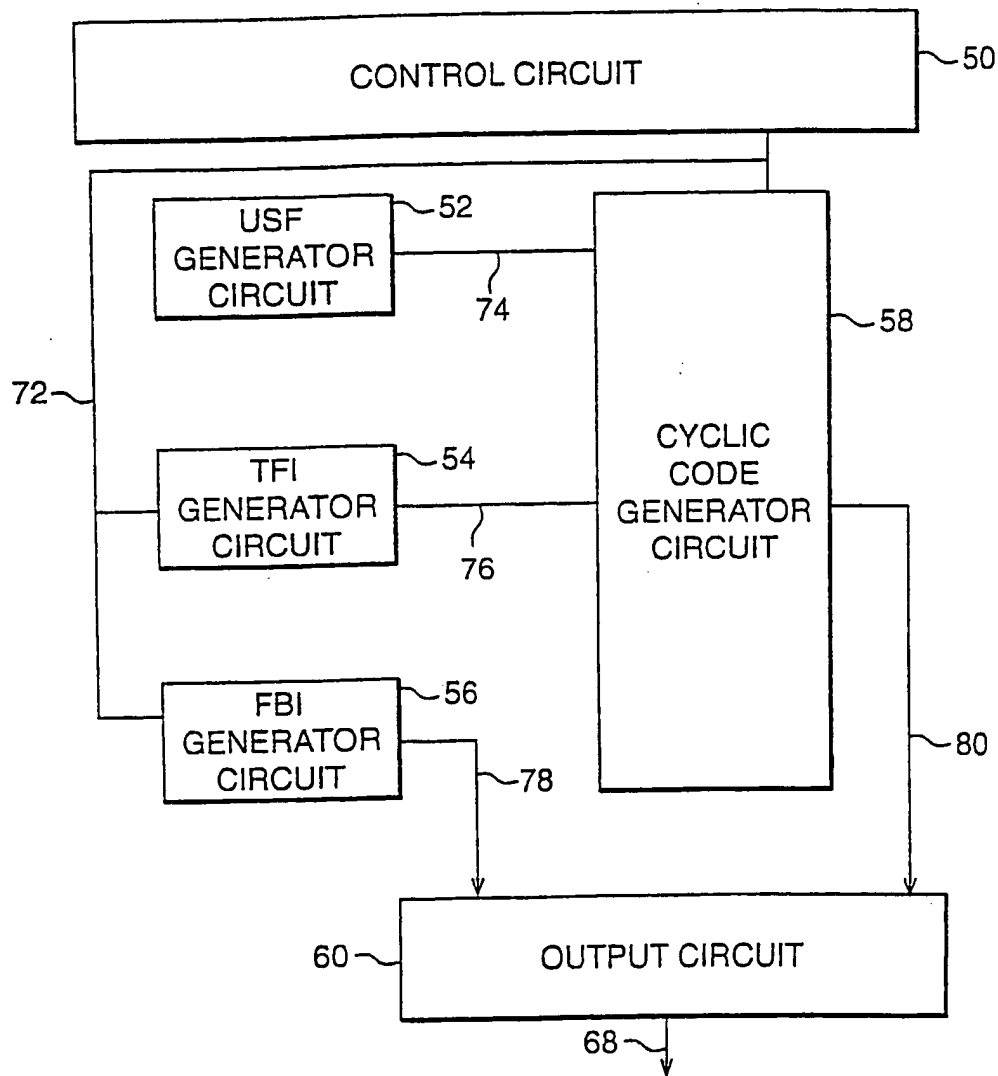 CONTROL CIRCUIT
50
USF
GENERATOR
CIRCUIT
52
74
58
72
TFI
GENERATOR
CIRCUIT
54
76
CYCLIC
CODE
GENERATOR
CIRCUIT
FBI
GENERATOR
CIRCUIT
56
78
80
60
OUTPUT CIRCUIT
68